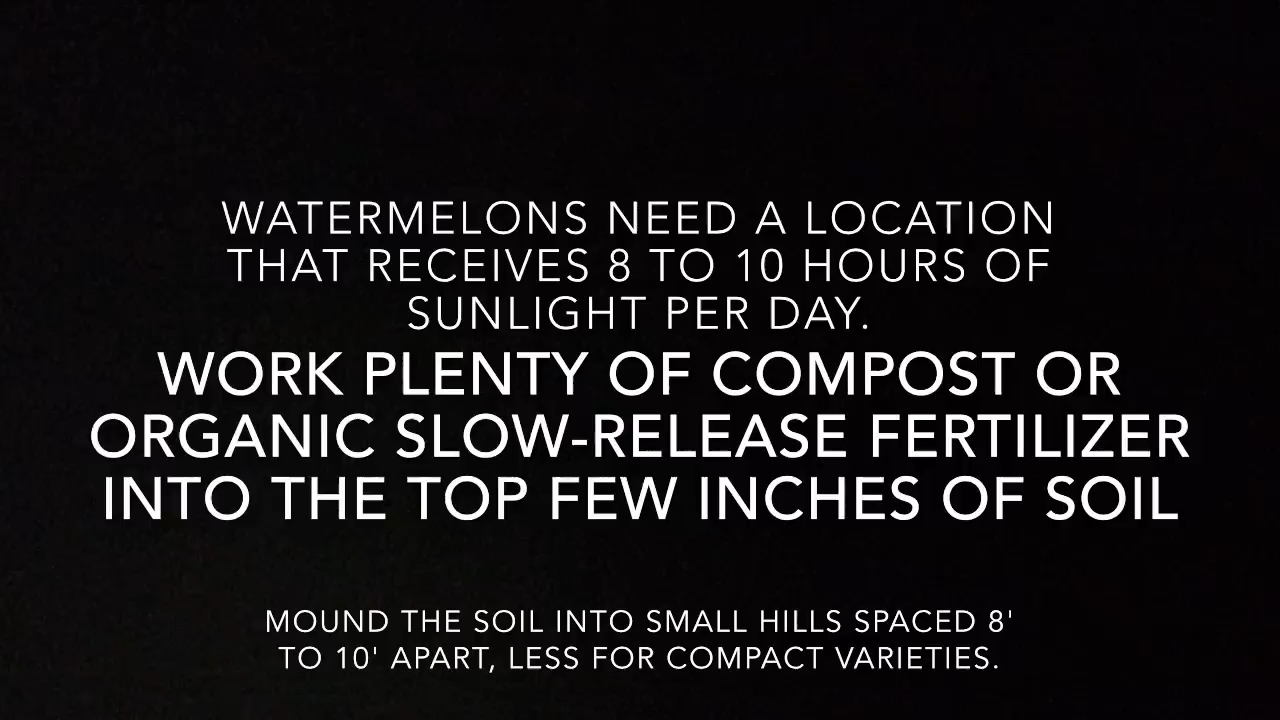 WATERMELONS NEED A LOCATION
THAT RECEIVES 8 TO 10 HOURS OF
SUNLIGHT PER DAY.
WORK PLENTY OF COMPOST OR
ORGANIC SLOW-RELEASE FERTILIZER
INTO THE TOP FEW INCHES OF SOIL
MOUND THE SOIL INTO SMALL HILLS SPACED 8'
TO 10' APART, LESS FOR COMPACT VARIETIES.